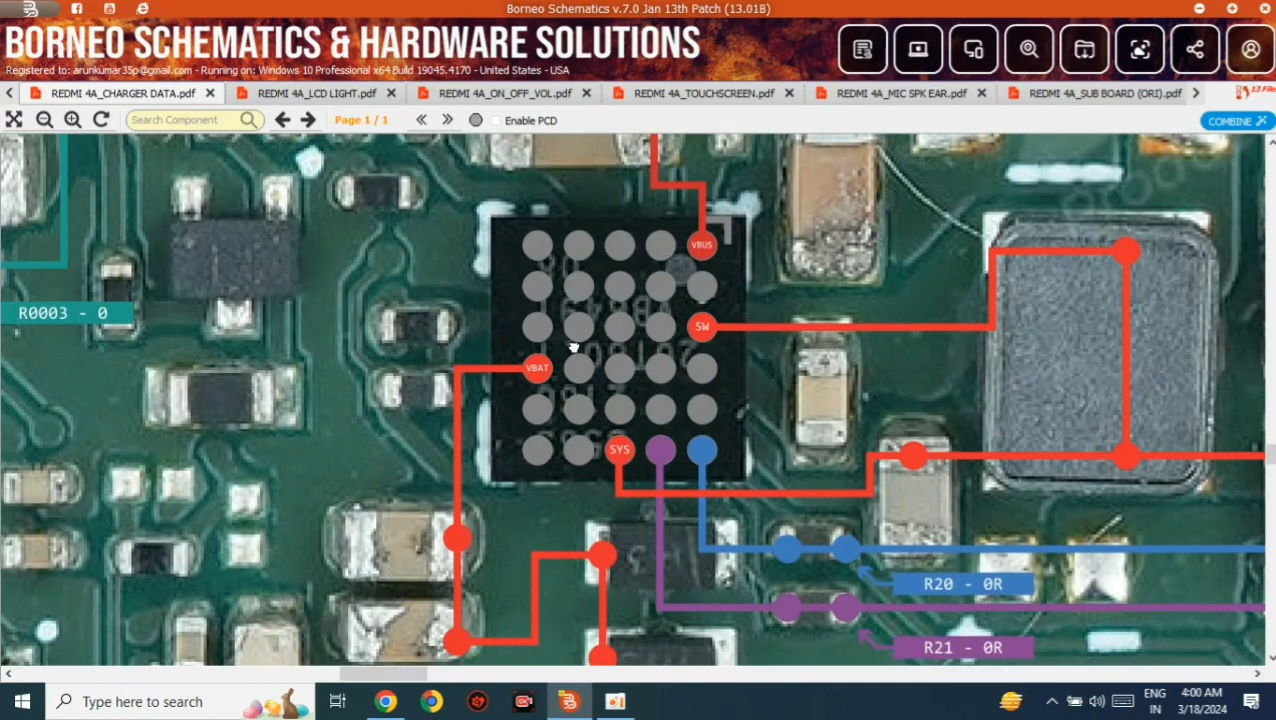 Borneo Schematics v.7.0 Jan 13th Patch (13.018)
BORNEO SCHEMATICS & HARDWARE SOLUTIONS
Registered to: arunkumar35p@gmail.com - Running on: Windows 10 Professional x64 Build 19045.4170 - United States - USA
REDMI 4A_CHARGER DATA.pdf
REDMI 4A_LCD LIGHT.pdf
REDMI 4A_ON_OFF_VOL.pdf
REDMI 4A_TOUCHSCREEN.pdf
REDMI 4A_MIC SPK EAR.pdf
REDMI 4A_SUB BOARD (ORI).pdf
13 File
Search Component
Page 1 / 1
Enable PCD
COMBINE
VBUS
R0003 - 0
SW
VBAT
SYS
R20 - 0R
R21 - 0R
Type here to search
ENG
IN
4:00 AM
3/18/2024